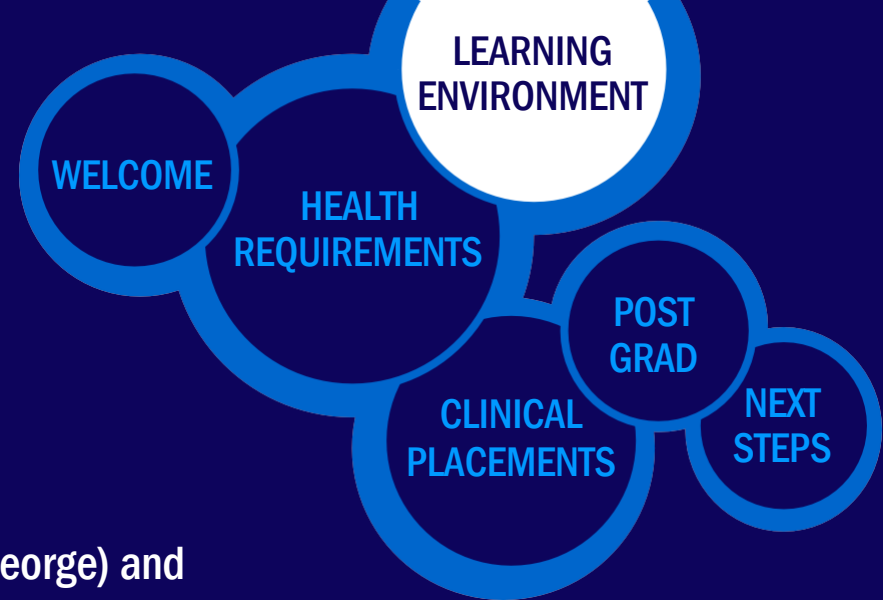 LEARNING
ENVIRONMENT
WELCOME
HEALTH
REQUIREMENTS
POST
GRAD
NEXT
STEPS
CLINICAL
PLACEMENTS
eorge) and